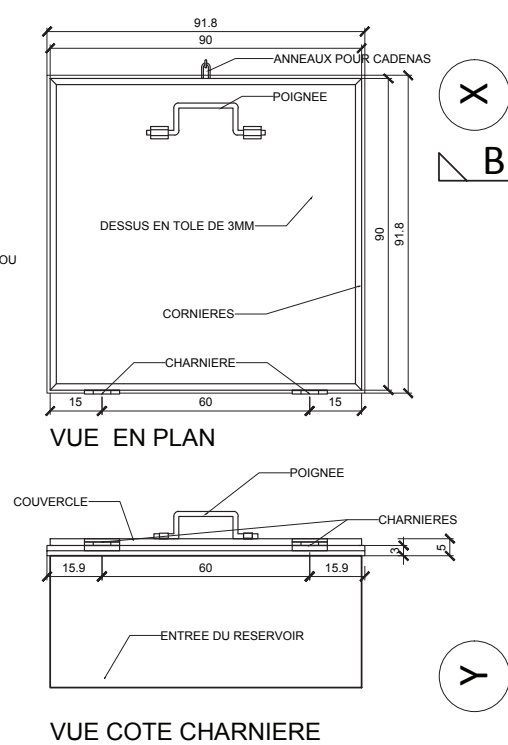 91.8
90
ANNEAUX POUR CADENAS
POIGNEE
X
B
DESSUS EN TOLE DE 3MM
90
91.8
OU
CORNIERES
CHARNIERE
15
60
15
VUE EN PLAN
POIGNEE
COUVERCLE
CHARNIERES
15.9
60
15.9
3
5
ENTREE DU RESERVOIR
Y
VUE COTE CHARNIERE